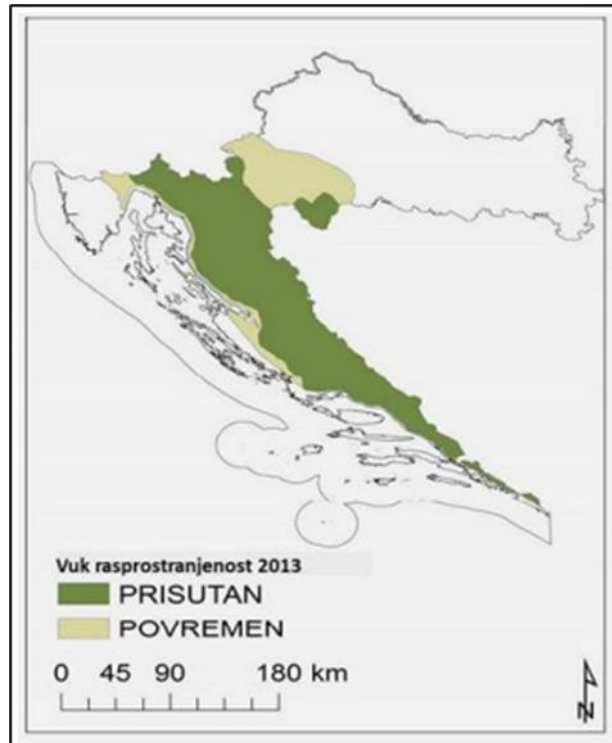 Vuk rasprostranjenost 2013
PRISUTAN
POVREMEN
0 45 90 180 km
N